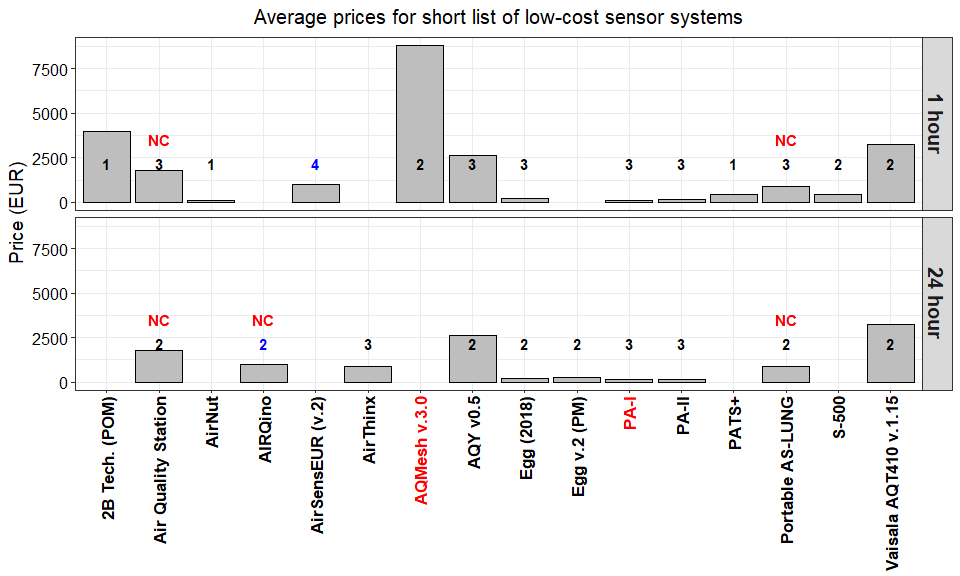 Average prices for short list of low-cost sensor systems
Price (EUR)
7500
5000
2500
0
NC NC
1 3 1 4 2 3 3 3 3 1 3 2 2
1 hour
7500
5000
2500
0
NC NC NC
2 2 3 2 2 2 3 3 2 2
24 hour
2B Tech. (POM)
Air Quality Station
AirNut
AIRQino
AirSensEUR (v.2)
AirThinx
AQMesh v.3.0
AQY v0.5
Egg (2018)
Egg v.2 (PM)
PA-I
PA-II
PATS+
Portable AS-LUNG
S-500
Vaisala AQT410 v.1.15